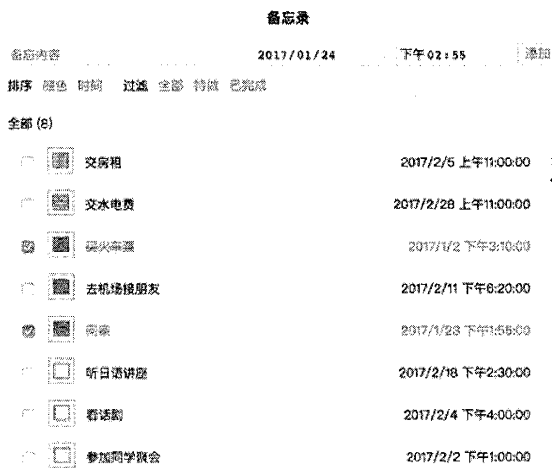 备忘录
备忘内容 2017/01/24 下午02:55 添加
排序 颜色 时间 过滤 全部 待做 已完成
全部 (8)
交房租 2017/2/5 上午11:00:00
交水电费 2017/2/28 上午11:00:00
买火车票 2017/1/2 下午3:10:00
去机场接朋友 2017/2/11 下午6:20:00
2017/1/23 下午1:55:00
听日语讲座 2017/2/18 下午2:30:00
看话剧 2017/2/4 下午4:00:00
参加同学聚会 2017/2/2 下午1:00:00